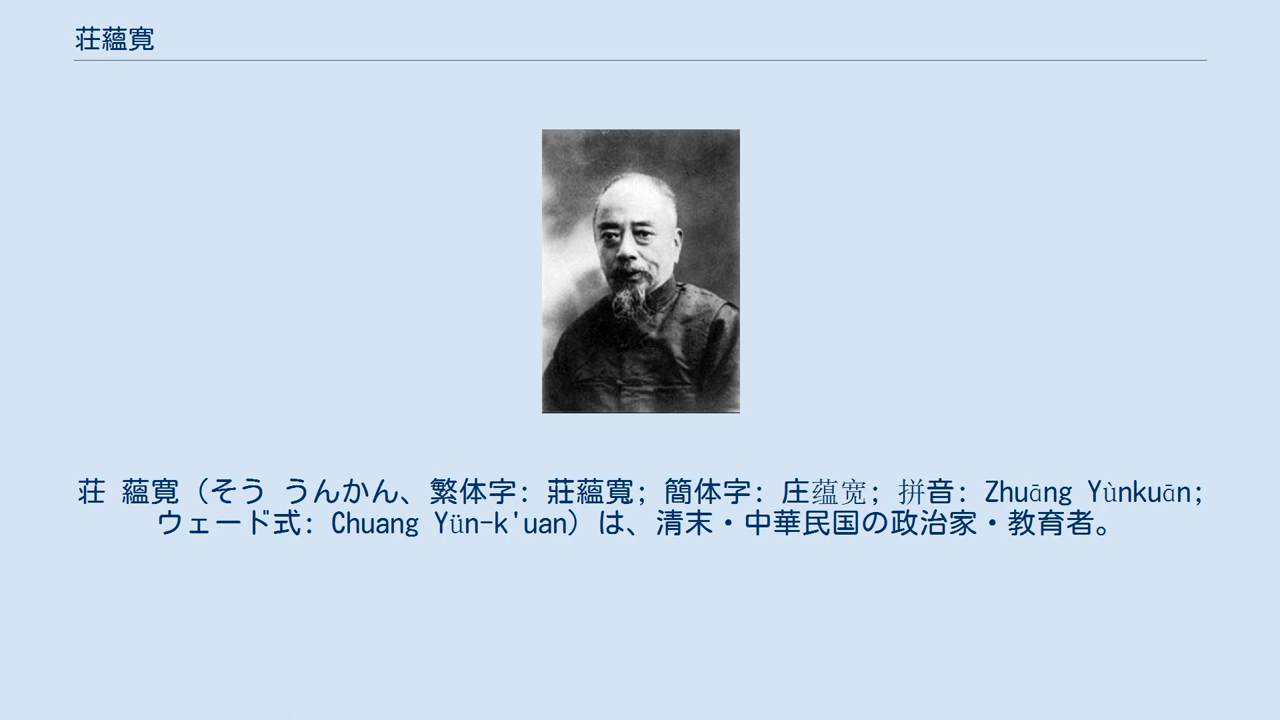 荘蘊寛
荘 蘊寛（そう うんかん、繁体字: 莊蘊寬; 簡体字: 庄蕴宽; 拼音: Zhuāng Yùnkuān;
ウェード式: Chuang Yün-k'uan）は、清末・中華民国の政治家・教育者。